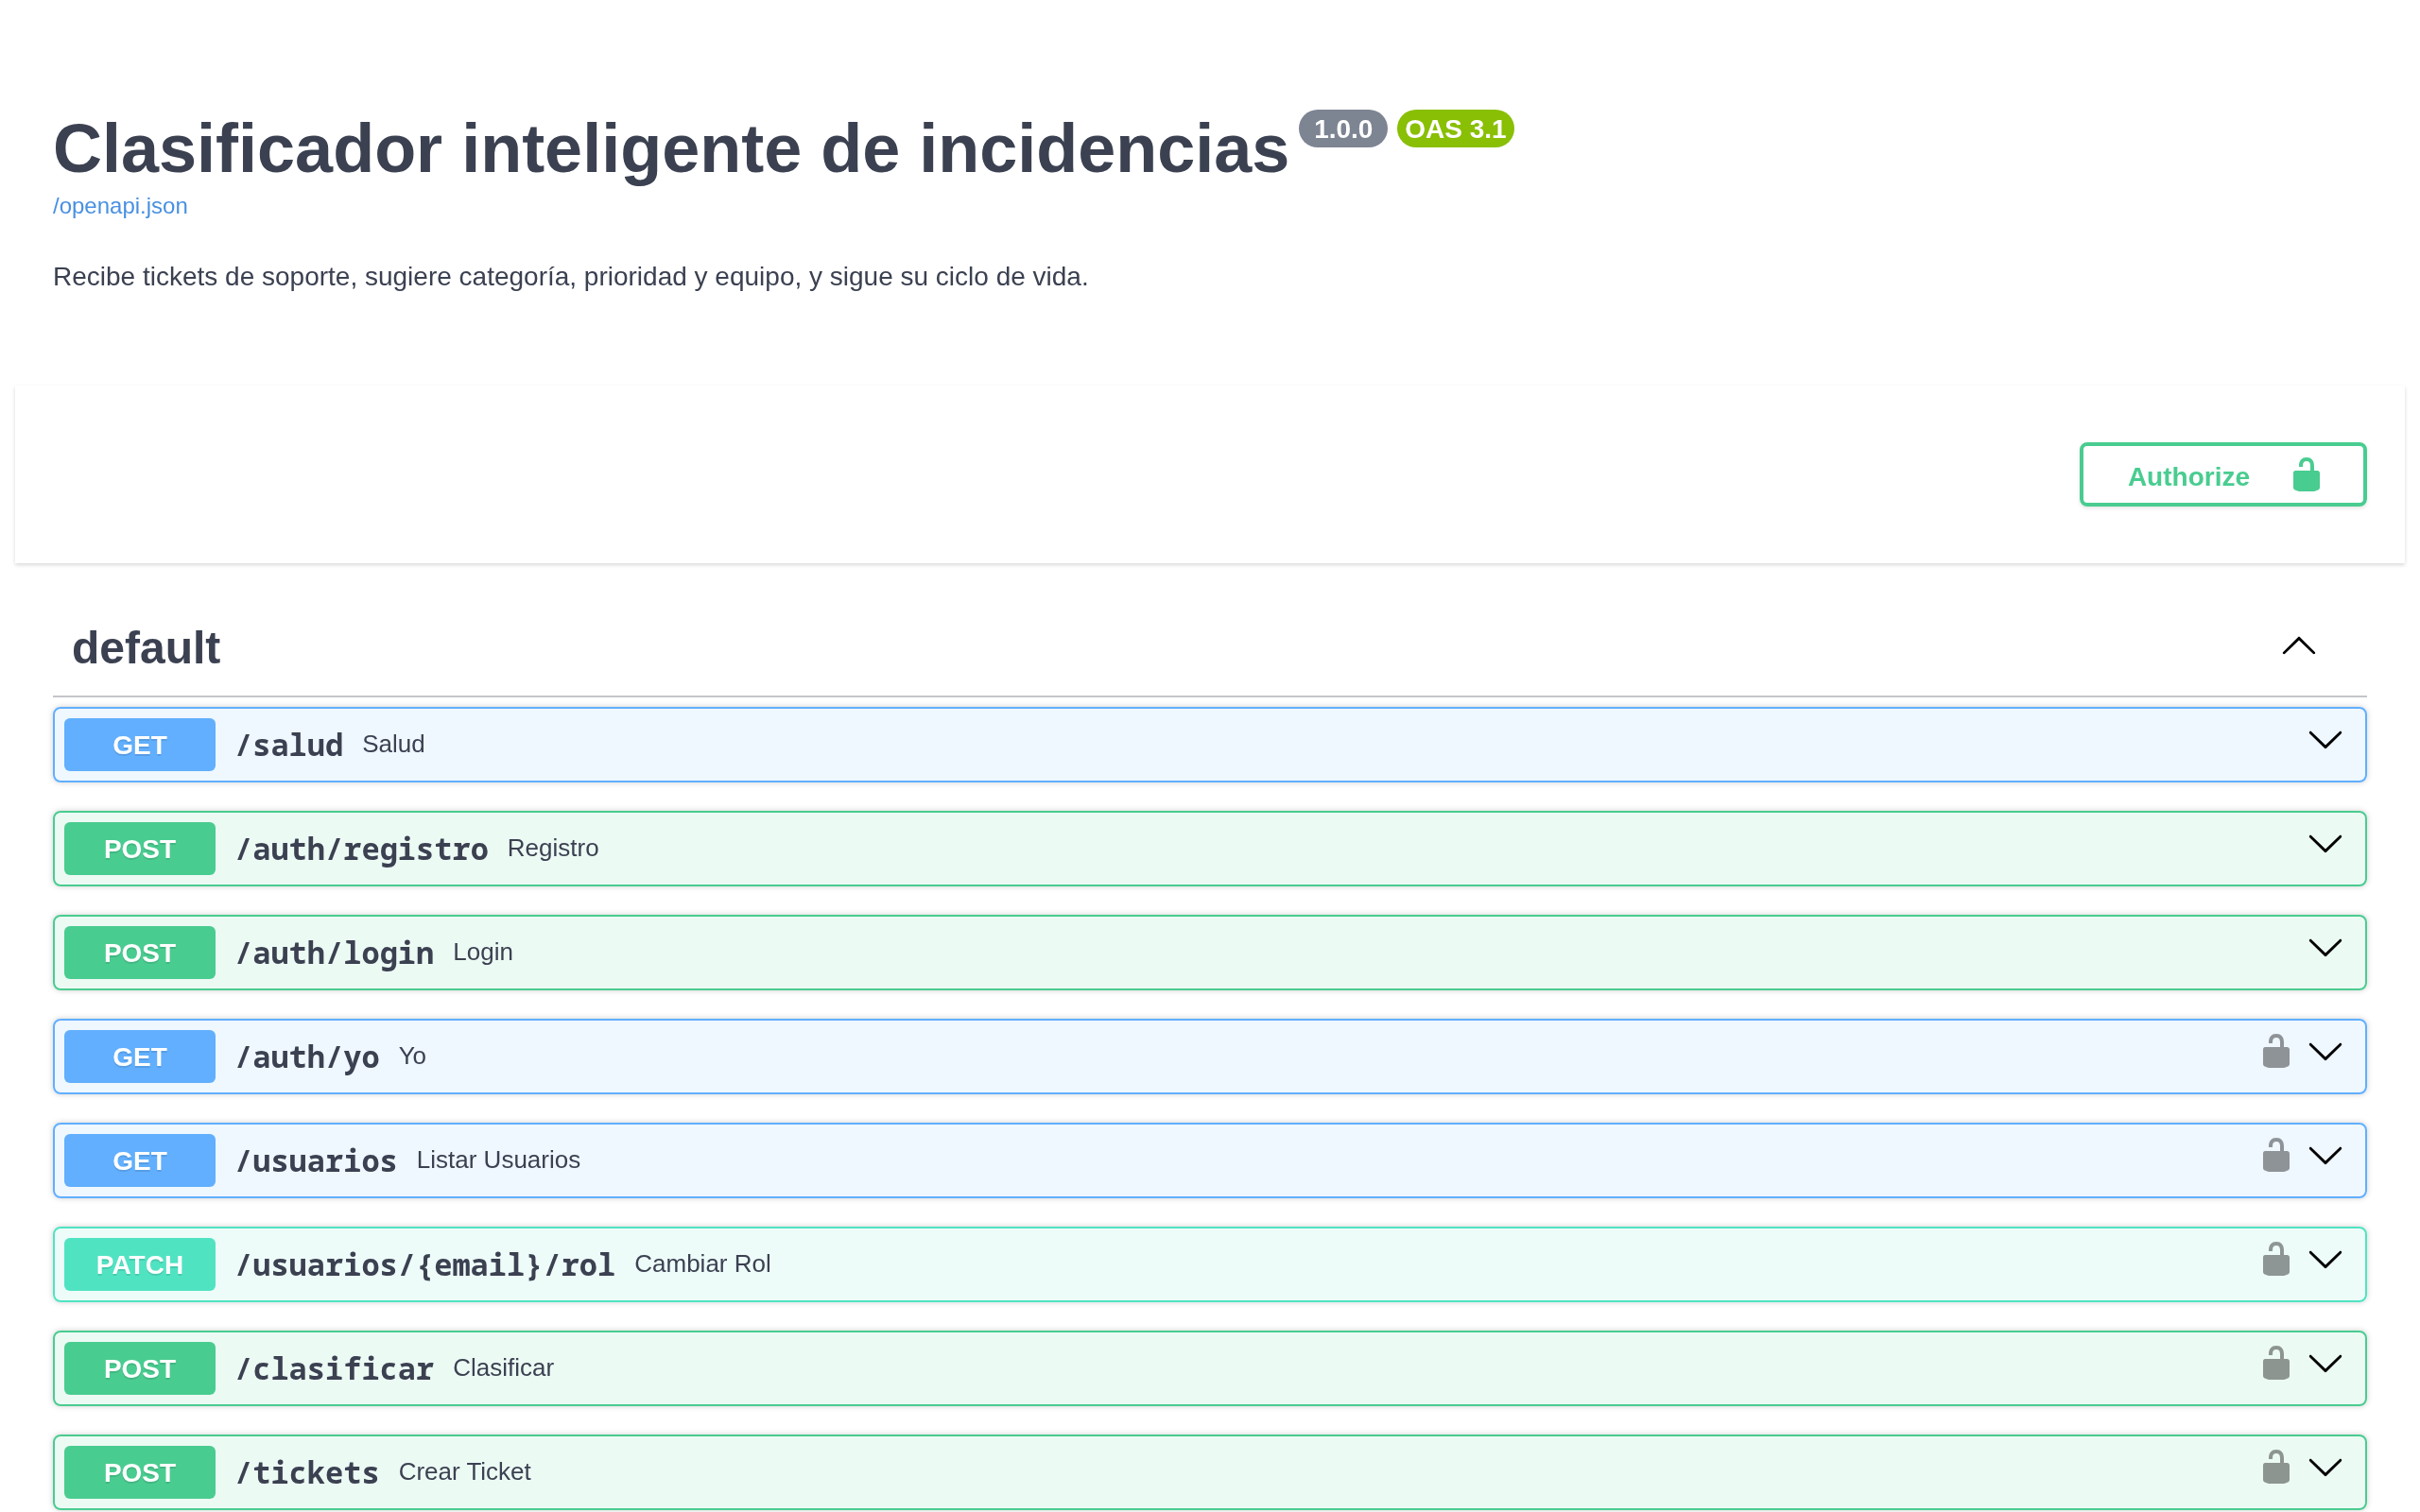 Clasificador inteligente de incidencias 1.0.0 OAS 3.1
/openapi.json
Recibe tickets de soporte, sugiere categoría, prioridad y equipo, y sigue su ciclo de vida.
Authorize
default
GET /salud Salud
POST /auth/registro Registro
POST /auth/login Login
GET /auth/yo Yo
GET /usuarios Listar Usuarios
PATCH /usuarios/{email}/rol Cambiar Rol
POST /clasificar Clasificar
POST /tickets Crear Ticket